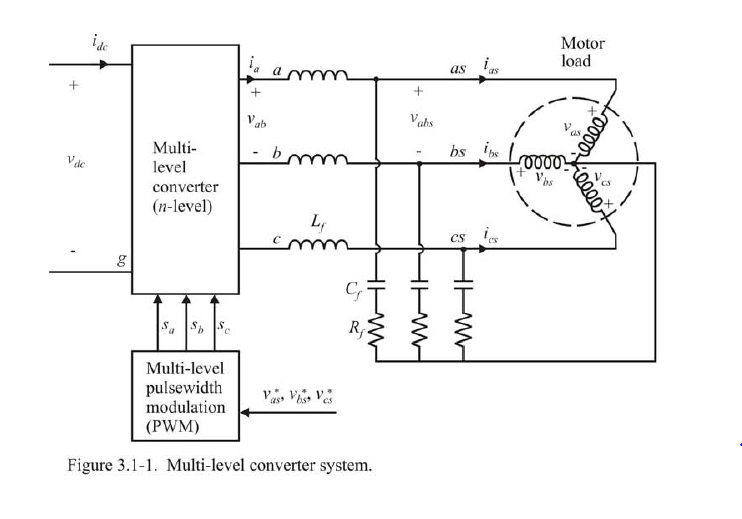 i_dc
+
v_dc
-
g
Multi-
level
converter
(n-level)
i_a a
+
v_ab
- b
L_f
c
+
v_abs
-
as i_as
bs i_bs
cs i_cs
Motor
load
+
v_as
-
+
v_bs
-
-
v_cs
+
C_f
R_f
s_a s_b s_c
Multi-level
pulsewidth
modulation
(PWM)
v*_as, v*_bs, v*_cs
Figure 3.1-1. Multi-level converter system.